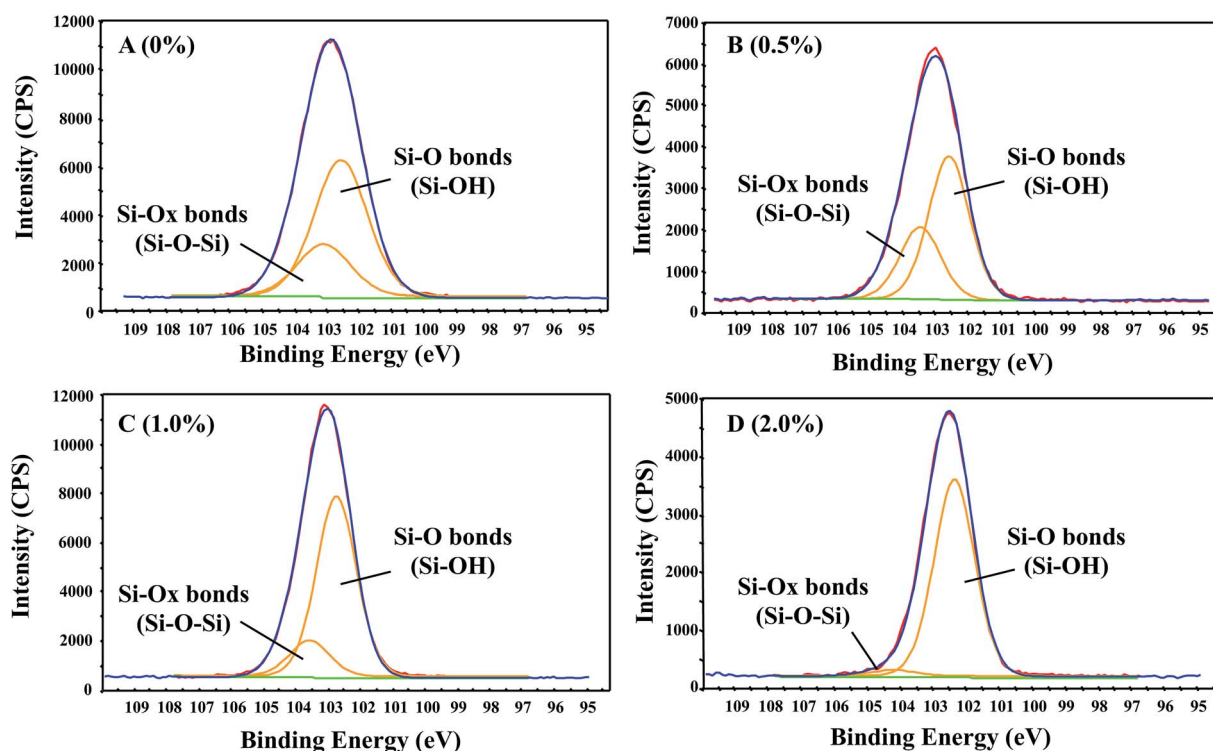 A (0%)
Intensity (CPS)
12000
10000
8000
6000
4000
2000
0
Si-O bonds
(Si-OH)
Si-Ox bonds
(Si-O-Si)
109 108 107 106 105 104 103 102 101 100 99 98 97 96 95 94
Binding Energy (eV)
B (0.5%)
Intensity (CPS)
7000
6000
5000
4000
3000
2000
1000
0
Si-O bonds
(Si-OH)
Si-Ox bonds
(Si-O-Si)
109 108 107 106 105 104 103 102 101 100 99 98 97 96 95
Binding Energy (eV)
C (1.0%)
Intensity (CPS)
12000
10000
8000
6000
4000
2000
0
Si-O bonds
(Si-OH)
Si-Ox bonds
(Si-O-Si)
109 108 107 106 105 104 103 102 101 100 99 98 97 96 95
Binding Energy (eV)
D (2.0%)
Intensity (CPS)
5000
4000
3000
2000
1000
0
Si-O bonds
(Si-OH)
Si-Ox bonds
(Si-O-Si)
109 108 107 106 105 104 103 102 101 100 99 98 97 96 95
Binding Energy (eV)